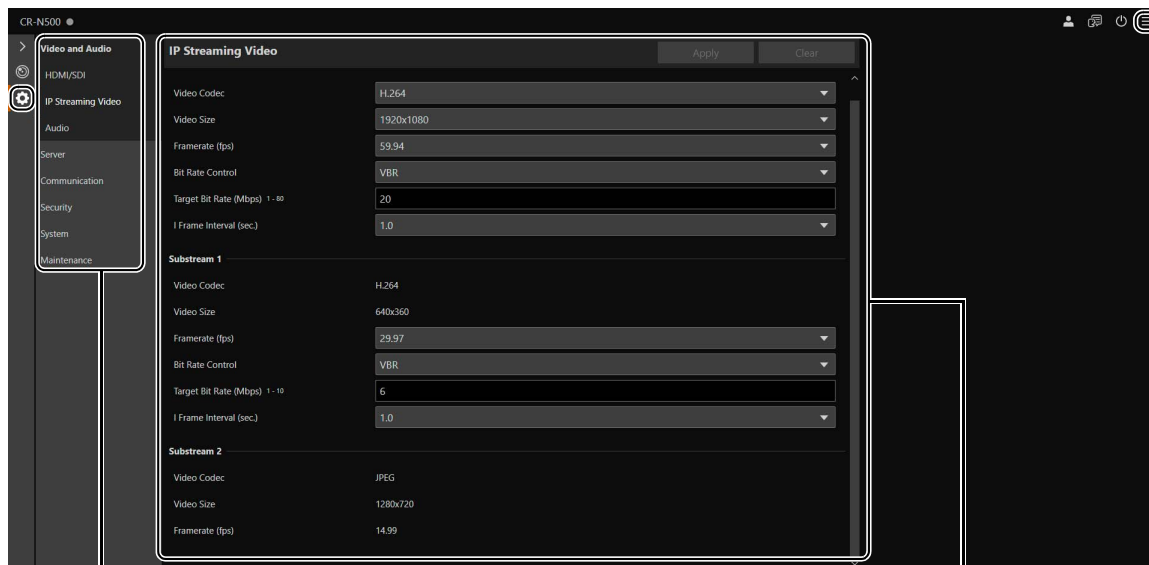 CR-N500
Video and Audio
HDMI/SDI
IP Streaming Video
Audio
Server
Communication
Security
System
Maintenance
IP Streaming Video Apply Clear
Video Codec H.264
Video Size 1920x1080
Framerate (fps) 59.94
Bit Rate Control VBR
Target Bit Rate (Mbps) 1 - 80 20
I Frame Interval (sec.) 1.0
Substream 1
Video Codec H.264
Video Size 640x360
Framerate (fps) 29.97
Bit Rate Control VBR
Target Bit Rate (Mbps) 1 - 10 6
I Frame Interval (sec.) 1.0
Substream 2
Video Codec JPEG
Video Size 1280x720
Framerate (fps) 14.99